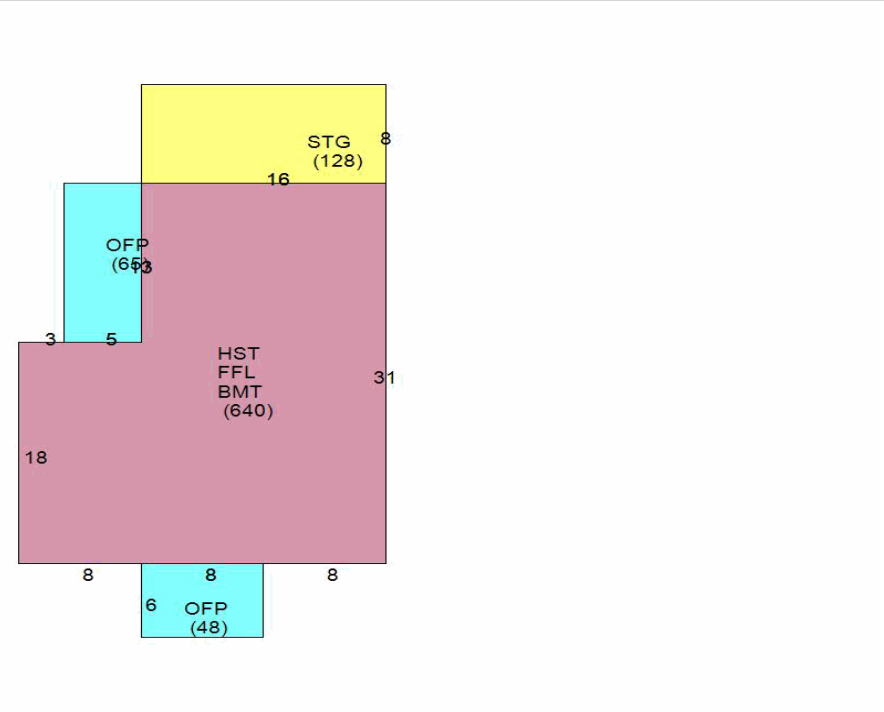 STG
(128)
8
16
OFP
(65)
13
3
5
HST
FFL
BMT
(640)
31
18
8
8
8
6
OFP
(48)